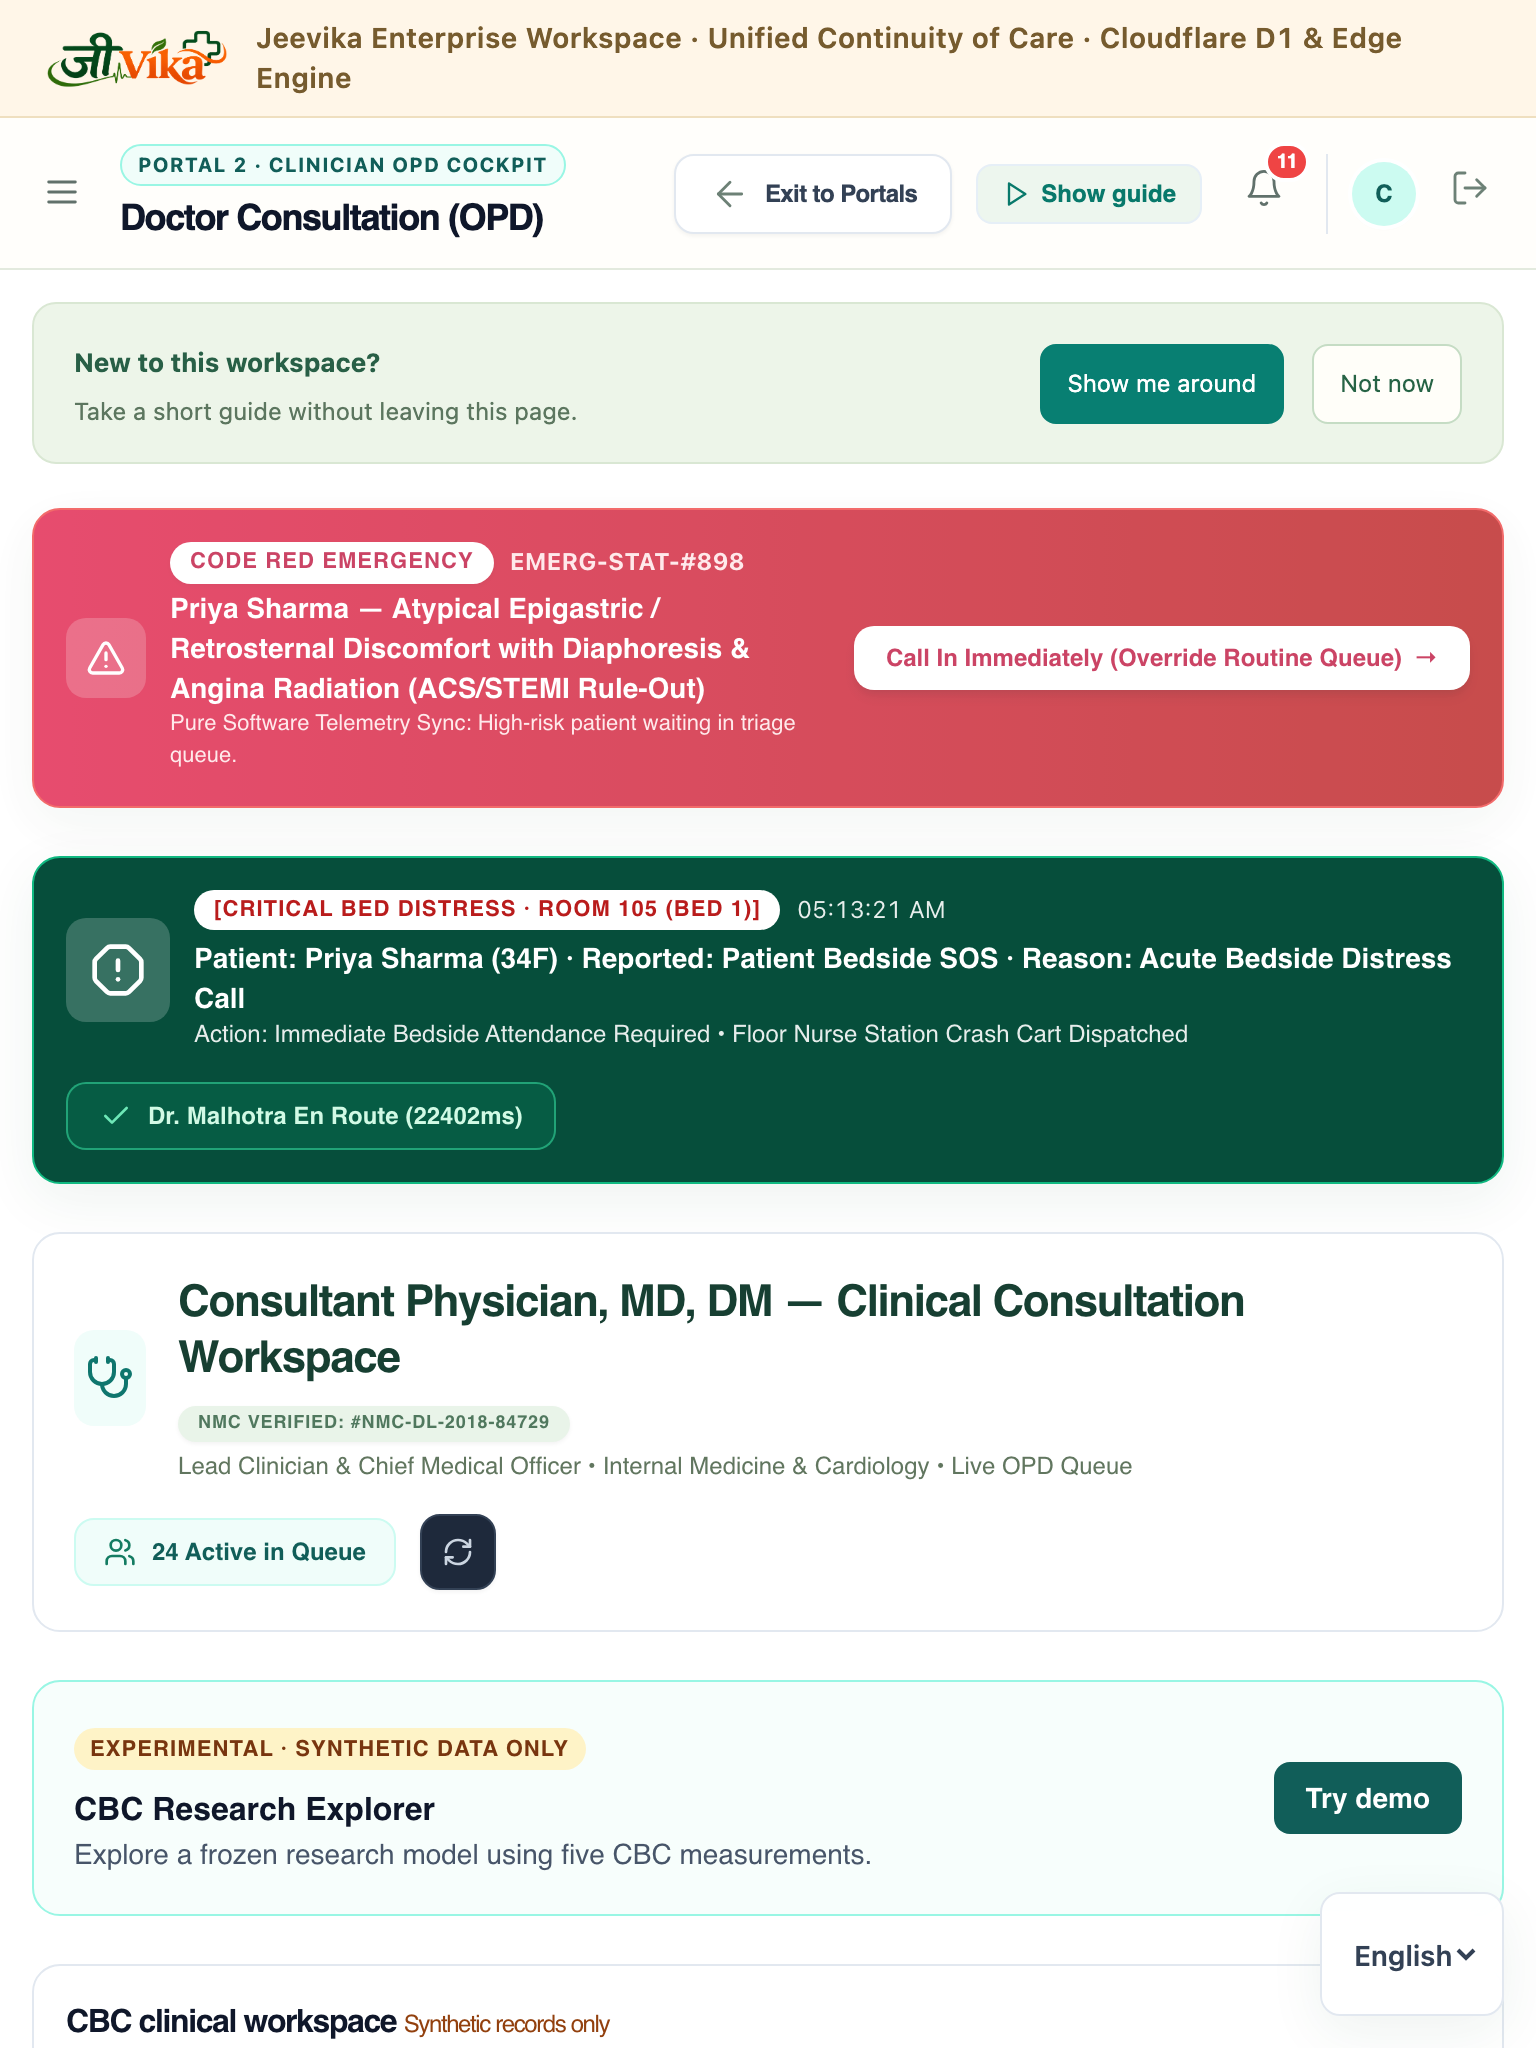 जीvika
Jeevika Enterprise Workspace · Unified Continuity of Care · Cloudflare D1 & Edge
Engine
PORTAL 2 · CLINICIAN OPD COCKPIT
Doctor Consultation (OPD)
Exit to Portals
Show guide
11
C
New to this workspace?
Take a short guide without leaving this page.
Show me around
Not now
CODE RED EMERGENCY EMERG-STAT-#898
Priya Sharma — Atypical Epigastric /
Retrosternal Discomfort with Diaphoresis &
Angina Radiation (ACS/STEMI Rule-Out)
Pure Software Telemetry Sync: High-risk patient waiting in triage
queue.
Call In Immediately (Override Routine Queue) →
[CRITICAL BED DISTRESS · ROOM 105 (BED 1)] 05:13:21 AM
Patient: Priya Sharma (34F) · Reported: Patient Bedside SOS · Reason: Acute Bedside Distress
Call
Action: Immediate Bedside Attendance Required • Floor Nurse Station Crash Cart Dispatched
Dr. Malhotra En Route (22402ms)
Consultant Physician, MD, DM — Clinical Consultation
Workspace
NMC VERIFIED: #NMC-DL-2018-84729
Lead Clinician & Chief Medical Officer • Internal Medicine & Cardiology • Live OPD Queue
24 Active in Queue
EXPERIMENTAL · SYNTHETIC DATA ONLY
CBC Research Explorer
Explore a frozen research model using five CBC measurements.
Try demo
English
CBC clinical workspace Synthetic records only